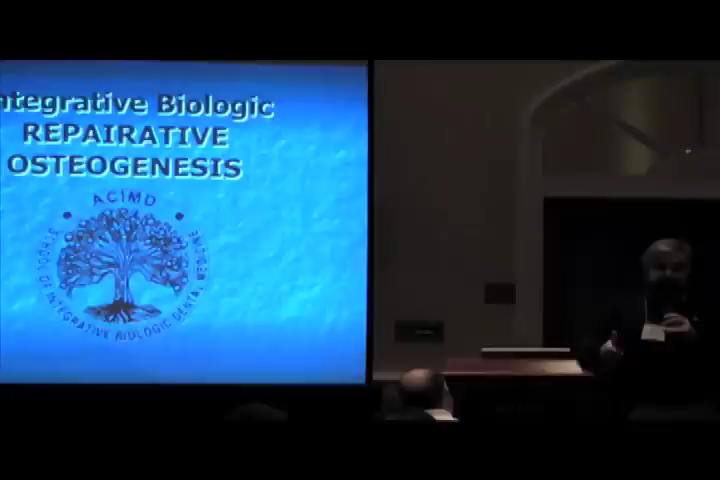 ntegrative Biologic
REPAIRATIVE
OSTEOGENESIS
ACIMD
SCHOOL OF INTEGRATIVE BIOLOGIC DENTAL MEDICINE